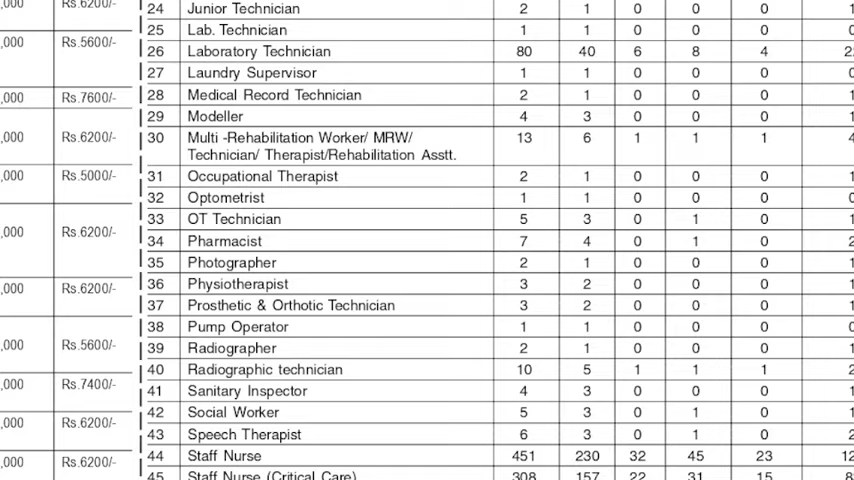 ,000 Rs.6200/-
,000 Rs.5600/-
,000 Rs.7600/-
,000 Rs.6200/-
,000 Rs.5000/-
,000 Rs.6200/-
,000 Rs.6200/-
,000 Rs.5600/-
,000 Rs.7400/-
,000 Rs.6200/-
,000 Rs.6200/-
24 Junior Technician 2 1 0 0 0 1
25 Lab. Technician 1 1 0 0 0 0
26 Laboratory Technician 80 40 6 8 4
27 Laundry Supervisor 1 1 0 0 0 0
28 Medical Record Technician 2 1 0 0 0 1
29 Modeller 4 3 0 0 0 1
30 Multi -Rehabilitation Worker/ MRW/ 13 6 1 1 1 4
Technician/ Therapist/Rehabilitation Asstt.
31 Occupational Therapist 2 1 0 0 0 1
32 Optometrist 1 1 0 0 0 0
33 OT Technician 5 3 0 1 0 1
34 Pharmacist 7 4 0 1 0 2
35 Photographer 2 1 0 0 0 1
36 Physiotherapist 3 2 0 0 0 1
37 Prosthetic & Orthotic Technician 3 2 0 0 0 1
38 Pump Operator 1 1 0 0 0 0
39 Radiographer 2 1 0 0 0 1
40 Radiographic technician 10 5 1 1 1 2
41 Sanitary Inspector 4 3 0 0 0 1
42 Social Worker 5 3 0 1 0 1
43 Speech Therapist 6 3 0 1 0 2
44 Staff Nurse 451 230 32 45 23 12
45 Staff Nurse (Critical Care) 308 157 22 31 15 8